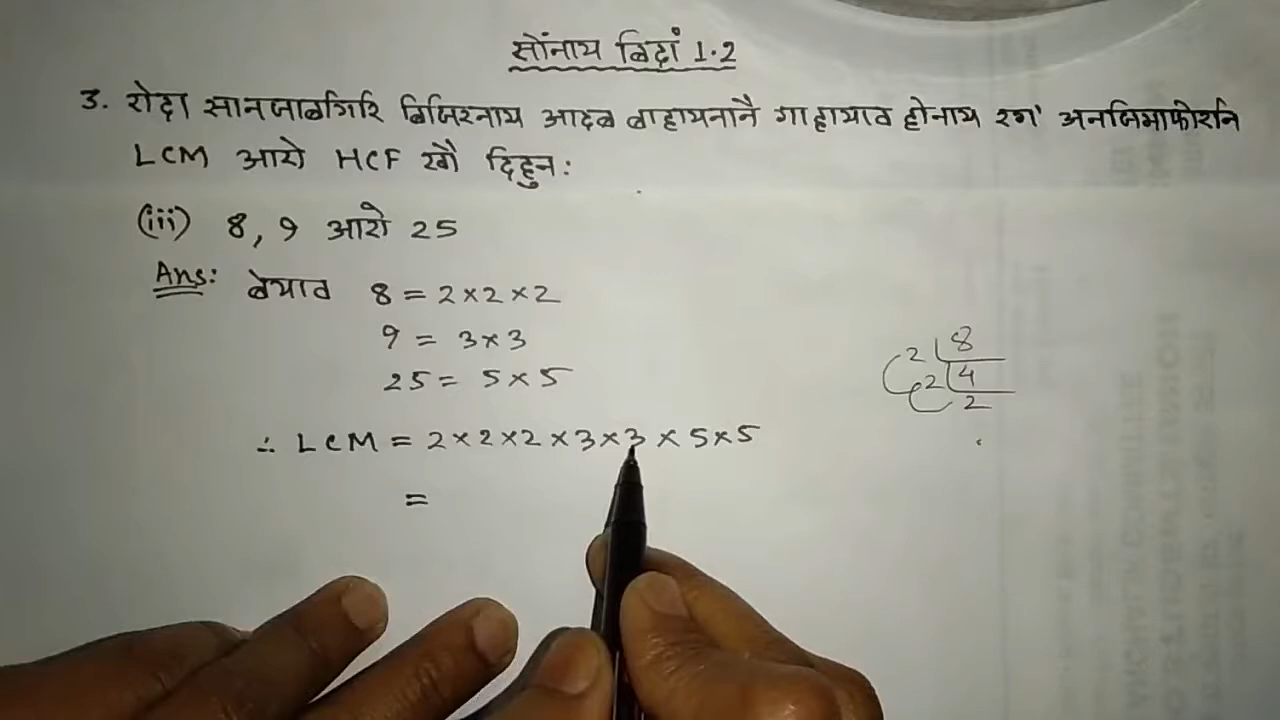 सोंनाय बिदां 1.2
3. रोदा सानजाबगिरि बिजिरनाय आदब बाहायनानै गाहायाव होनाय रग' अनजिमाफोरनि
LCM आरो HCF खौ दिहुन:
(iii) 8, 9 आरो 25
Ans: बेयाव 8 = 2×2×2
9 = 3×3
25 = 5×5
∴ LCM = 2×2×2×3×3×5×5
=
2 8
2 4
2